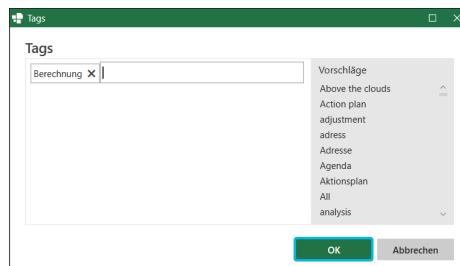 Tags
Tags
Berechnung
Vorschläge
Above the clouds
Action plan
adjustment
adress
Adresse
Agenda
Aktionsplan
All
analysis
OK
Abbrechen